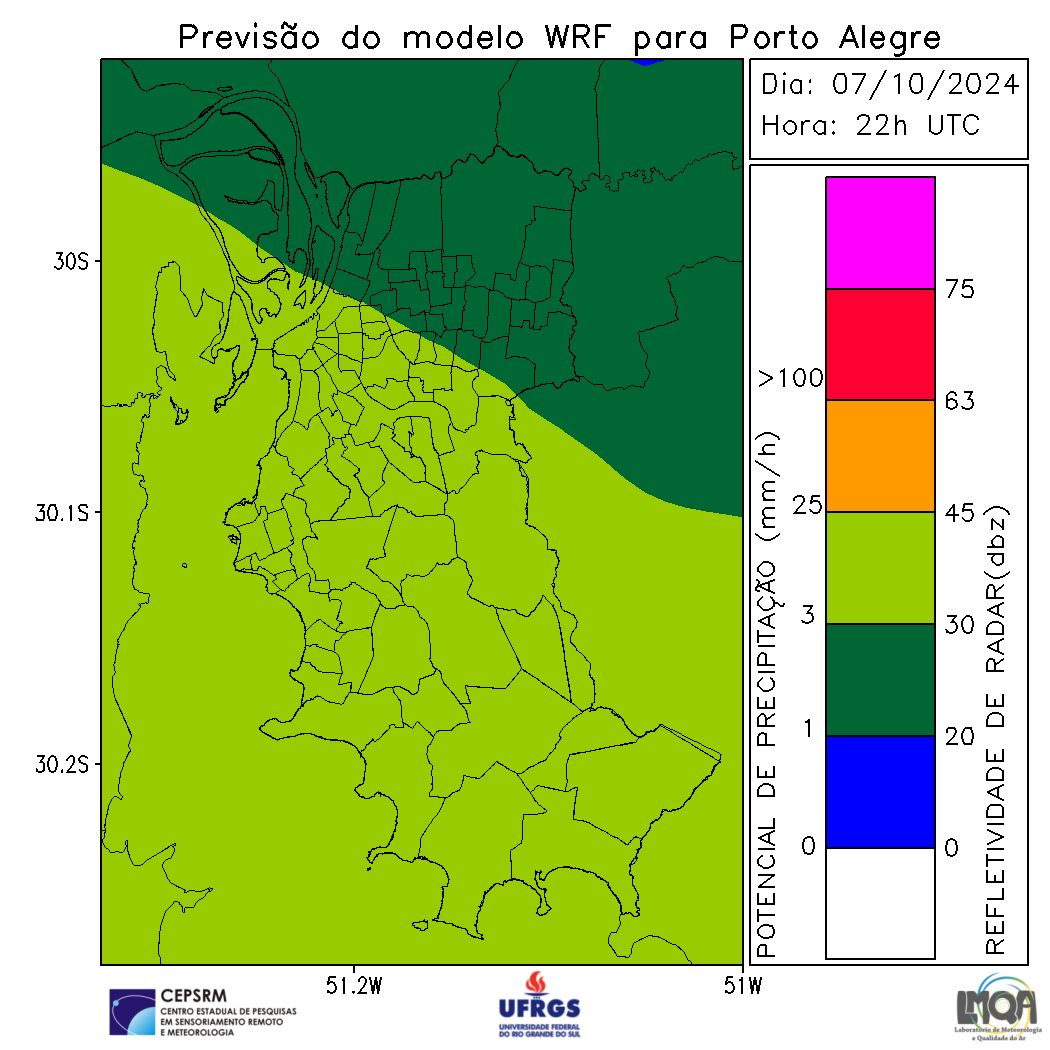 Previsão do modelo WRF para Porto Alegre
Dia: 07/10/2024
Hora: 22h UTC
30S
30.1S
30.2S
51.2W
51W
POTENCIAL DE PRECIPITAÇÃO (mm/h)
>100
25
3
1
0
75
63
45
30
20
0
REFLETIVIDADE DE RADAR(dbz)
CEPSRM
CENTRO ESTADUAL DE PESQUISAS
EM SENSORIAMENTO REMOTO
E METEOROLOGIA
UFRGS
UNIVERSIDADE FEDERAL
DO RIO GRANDE DO SUL
LMQA
Laboratório de Meteorologia
e Qualidade do Ar